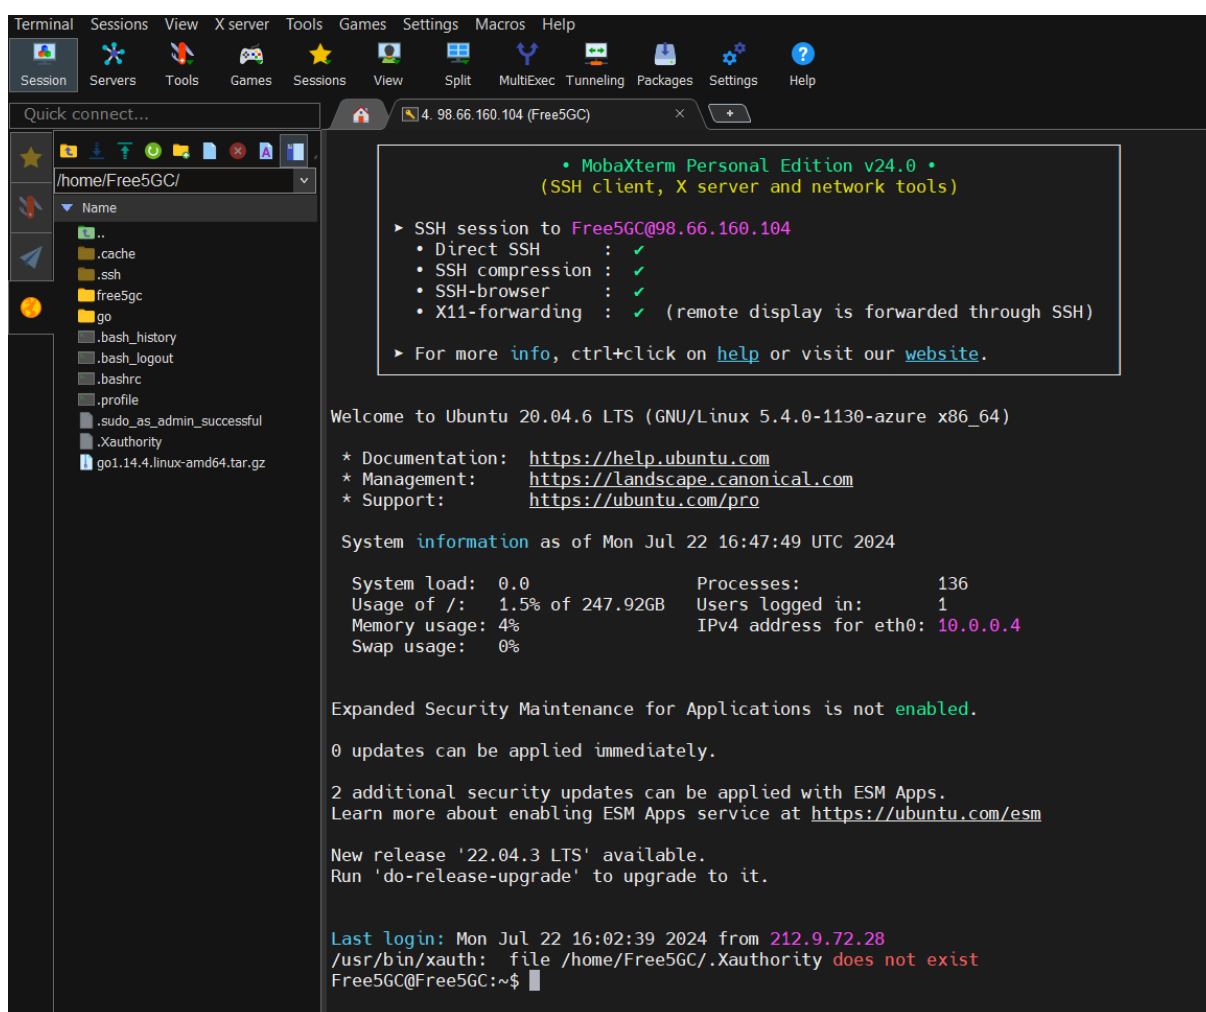 Terminal Sessions View X server Tools Games Settings Macros Help
Session Servers Tools Games Sessions View Split MultiExec Tunneling Packages Settings Help
Quick connect...
4. 98.66.160.104 (Free5GC)
/home/Free5GC/
Name
..
.cache
.ssh
free5gc
go
.bash_history
.bash_logout
.bashrc
.profile
.sudo_as_admin_successful
.Xauthority
go1.14.4.linux-amd64.tar.gz
• MobaXterm Personal Edition v24.0 •
(SSH client, X server and network tools)
➤ SSH session to Free5GC@98.66.160.104
• Direct SSH : ✔
• SSH compression : ✔
• SSH-browser : ✔
• X11-forwarding : ✔ (remote display is forwarded through SSH)
➤ For more info, ctrl+click on help or visit our website.
Welcome to Ubuntu 20.04.6 LTS (GNU/Linux 5.4.0-1130-azure x86_64)
* Documentation: https://help.ubuntu.com
* Management: https://landscape.canonical.com
* Support: https://ubuntu.com/pro
System information as of Mon Jul 22 16:47:49 UTC 2024
System load: 0.0 Processes: 136
Usage of /: 1.5% of 247.92GB Users logged in: 1
Memory usage: 4% IPv4 address for eth0: 10.0.0.4
Swap usage: 0%
Expanded Security Maintenance for Applications is not enabled.
0 updates can be applied immediately.
2 additional security updates can be applied with ESM Apps.
Learn more about enabling ESM Apps service at https://ubuntu.com/esm
New release '22.04.3 LTS' available.
Run 'do-release-upgrade' to upgrade to it.
Last login: Mon Jul 22 16:02:39 2024 from 212.9.72.28
/usr/bin/xauth: file /home/Free5GC/.Xauthority does not exist
Free5GC@Free5GC:~$